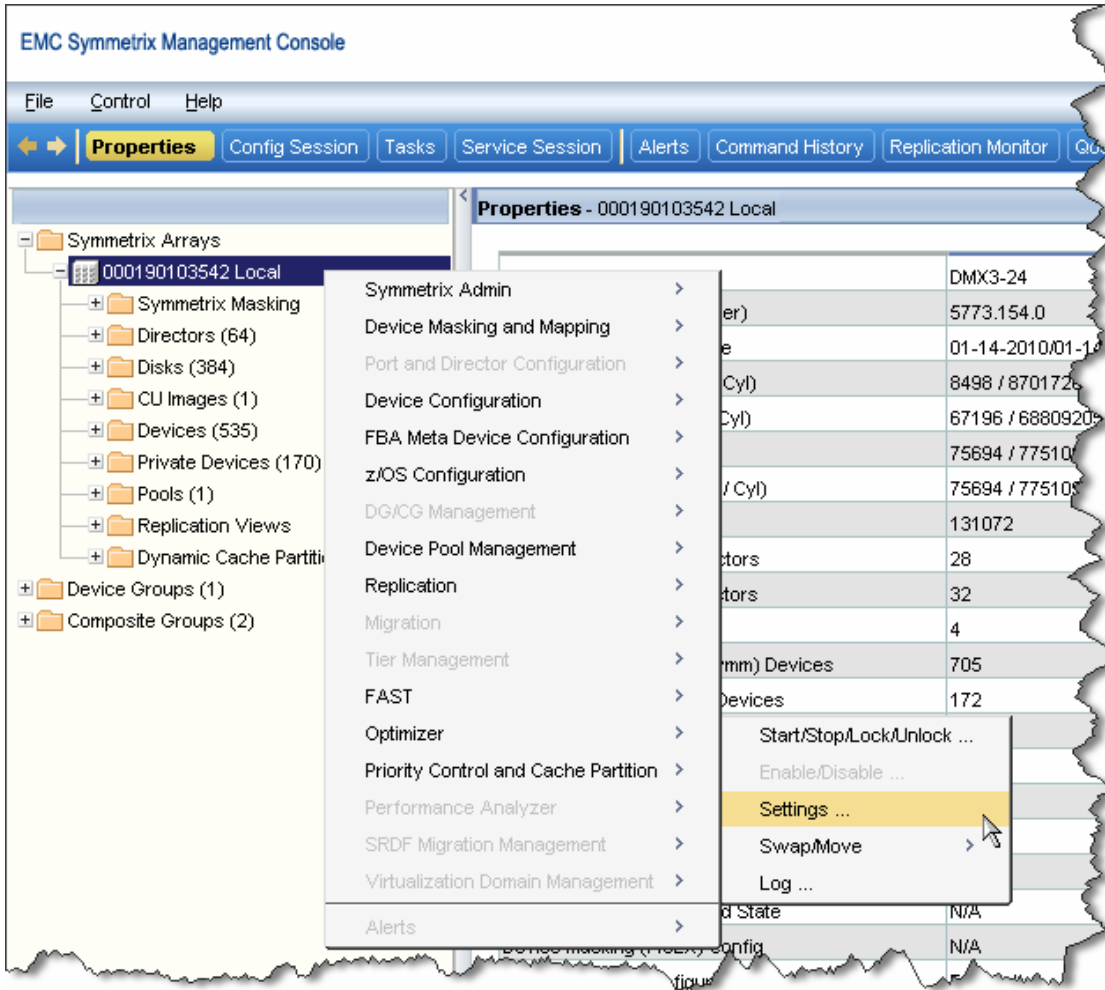 EMC Symmetrix Management Console
File Control Help
Properties Config Session Tasks Service Session Alerts Command History Replication Monitor
Properties - 000190103542 Local
Symmetrix Arrays
000190103542 Local
Symmetrix Masking
Directors (64)
Disks (384)
CU Images (1)
Devices (535)
Private Devices (170)
Pools (1)
Replication Views
Dynamic Cache Partiti
Device Groups (1)
Composite Groups (2)
Symmetrix Admin
Device Masking and Mapping
Port and Director Configuration
Device Configuration
FBA Meta Device Configuration
z/OS Configuration
DG/CG Management
Device Pool Management
Replication
Migration
Tier Management
FAST
Optimizer
Priority Control and Cache Partition
Performance Analyzer
SRDF Migration Management
Virtualization Domain Management
Alerts
DMX3-24
er) 5773.154.0
e 01-14-2010/01-14
Cyl) 8498 / 870172
Cyl) 67196 / 6880920
75694 / 77510
/ Cyl) 75694 / 77510
131072
ctors 28
ctors 32
4
mm) Devices 705
Devices 172
Start/Stop/Lock/Unlock ...
Enable/Disable ...
Settings ...
Swap/Move
Log ...
d State N/A
Config N/A
figu